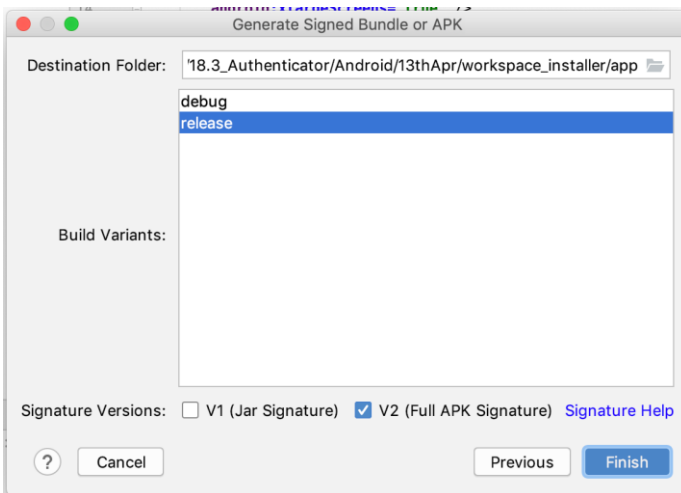 Generate Signed Bundle or APK
Destination Folder: '18.3_Authenticator/Android/13thApr/workspace_installer/app
debug
release
Build Variants:
Signature Versions: V1 (Jar Signature) V2 (Full APK Signature) Signature Help
? Cancel Previous Finish